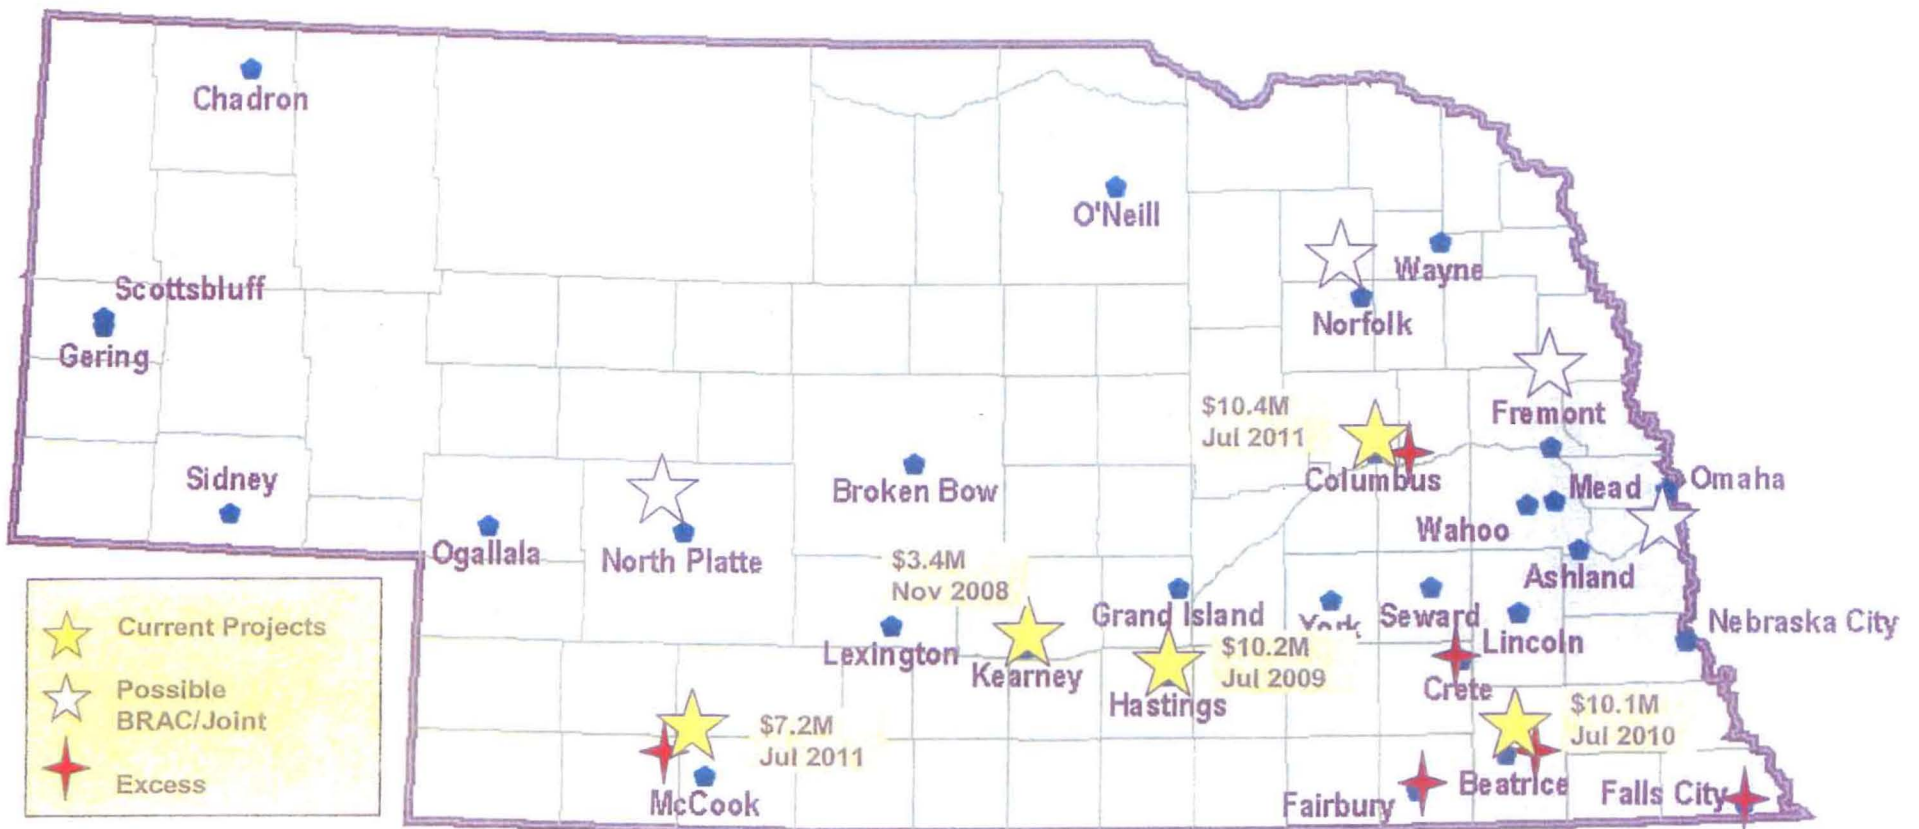 Chadron
O'Neill
Wayne
Scottsbluff
Gering
Norfolk
$10.4M
Jul 2011
Fremont
Columbus
Sidney
Broken Bow
Mead
Omaha
Wahoo
Ogallala
North Platte
$3.4M
Nov 2008
Ashland
Grand Island
York
Seward
Lincoln
Nebraska City
Lexington
Kearney
$10.2M
Jul 2009
Hastings
Crete
$7.2M
Jul 2011
$10.1M
Jul 2010
McCook
Fairbury
Beatrice
Falls City
Current Projects
Possible
BRAC/Joint
Excess